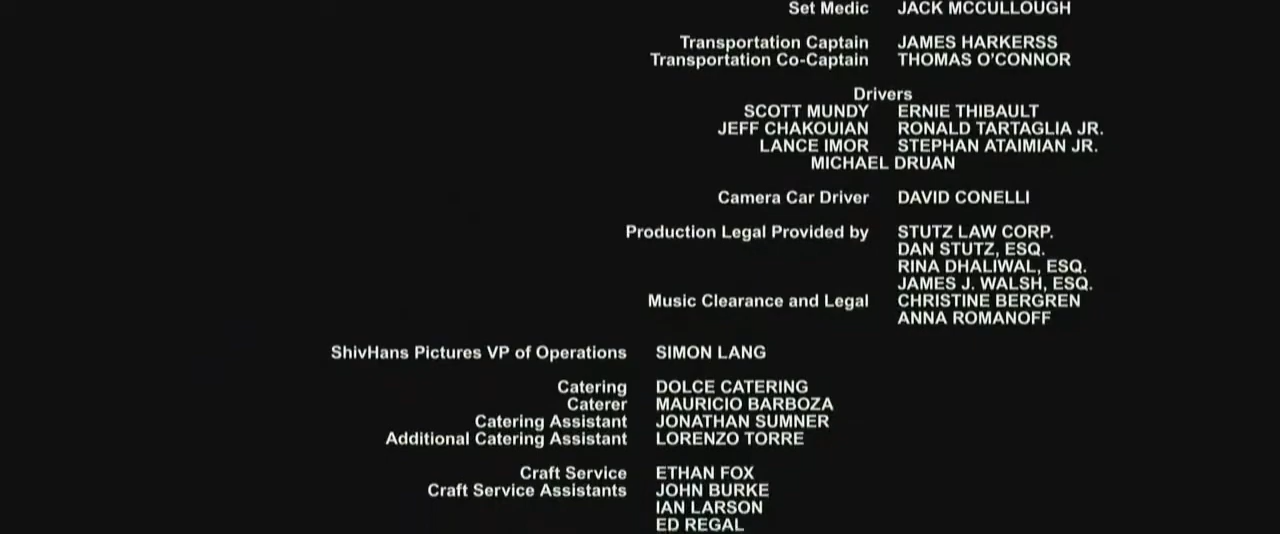 Set Medic JACK MCCULLOUGH
Transportation Captain JAMES HARKERSS
Transportation Co-Captain THOMAS O'CONNOR
Drivers
SCOTT MUNDY ERNIE THIBAULT
JEFF CHAKOUIAN RONALD TARTAGLIA JR.
LANCE IMOR STEPHAN ATAIMIAN JR.
MICHAEL DRUAN
Camera Car Driver DAVID CONELLI
Production Legal Provided by STUTZ LAW CORP.
DAN STUTZ, ESQ.
RINA DHALIWAL, ESQ.
JAMES J. WALSH, ESQ.
Music Clearance and Legal CHRISTINE BERGREN
ANNA ROMANOFF
ShivHans Pictures VP of Operations SIMON LANG
Catering DOLCE CATERING
Caterer MAURICIO BARBOZA
Catering Assistant JONATHAN SUMNER
Additional Catering Assistant LORENZO TORRE
Craft Service ETHAN FOX
Craft Service Assistants JOHN BURKE
IAN LARSON
ED REGAL